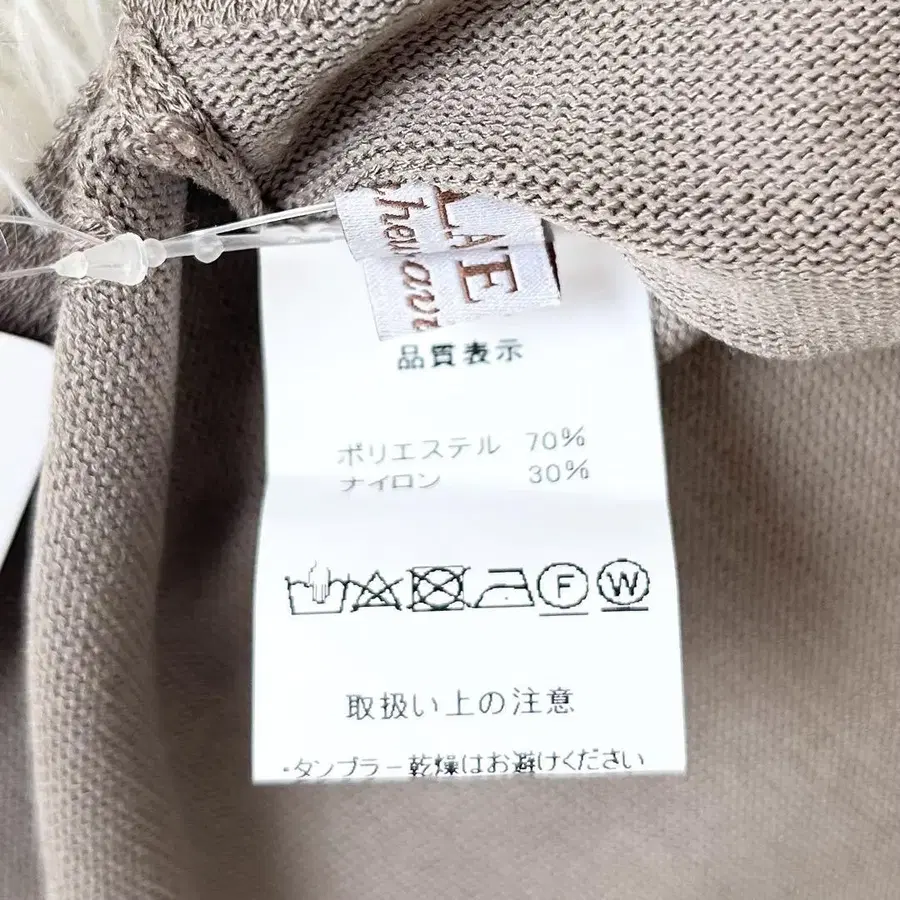 LA E
品質表示
ポリエステル 70%
ナイロン 30%
F W
取扱い上の注意
・タンブラー乾燥はお避けください